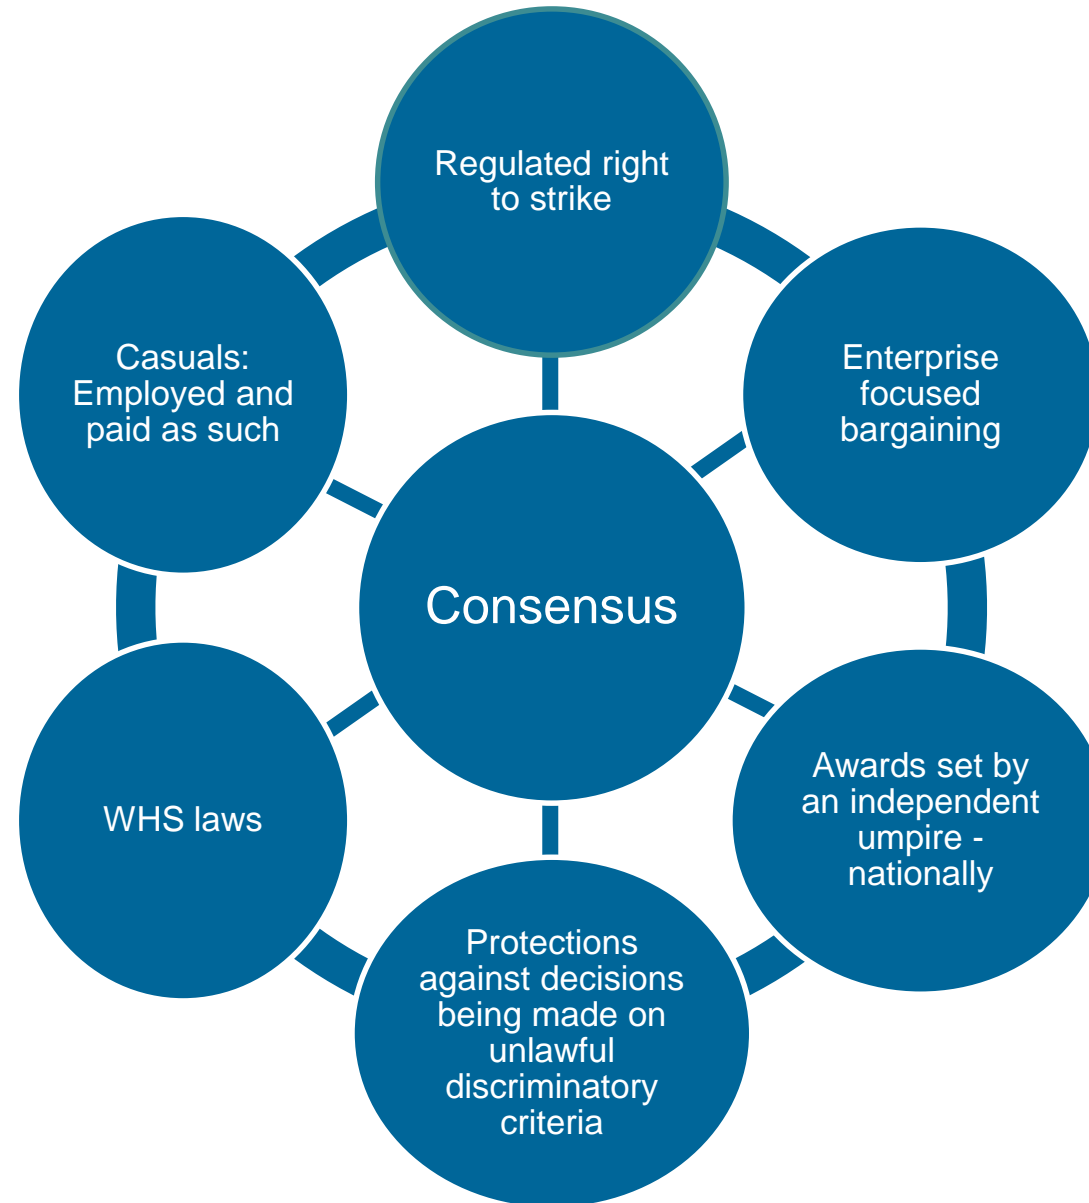 Regulated right
to strike
Enterprise
focused
bargaining
Awards set by
an independent
umpire -
nationally
Protections
against decisions
being made on
unlawful
discriminatory
criteria
WHS laws
Casuals:
Employed and
paid as such
Consensus